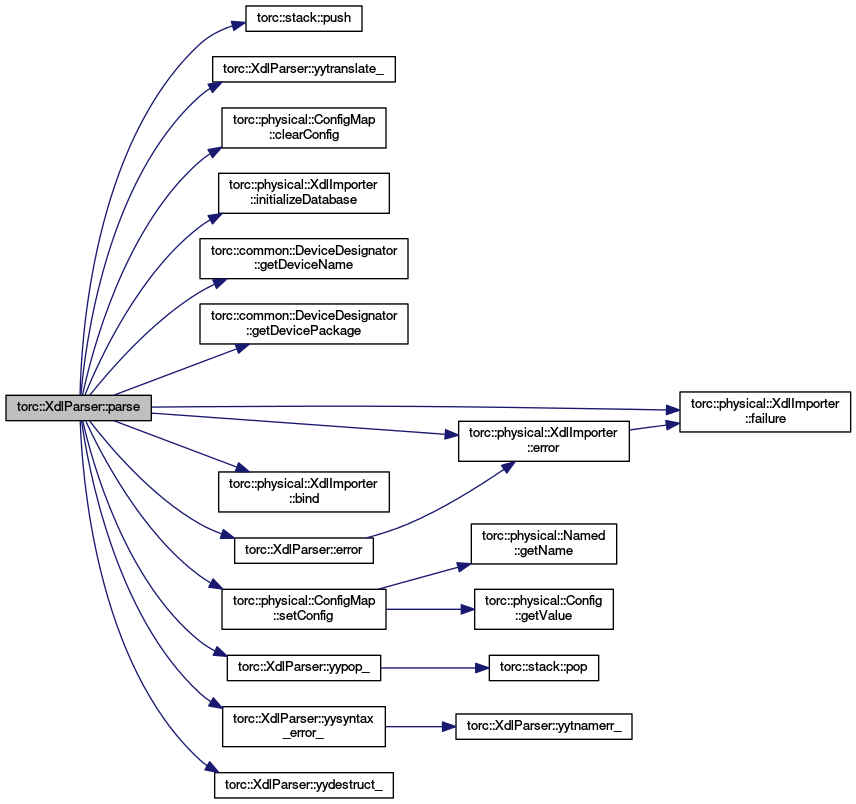 torc::stack::push
torc::XdlParser::yytranslate_
torc::physical::ConfigMap
::clearConfig
torc::physical::XdlImporter
::initializeDatabase
torc::common::DeviceDesignator
::getDeviceName
torc::common::DeviceDesignator
::getDevicePackage
torc::XdlParser::parse
torc::physical::XdlImporter
::failure
torc::physical::XdlImporter
::error
torc::physical::XdlImporter
::bind
torc::XdlParser::error
torc::physical::Named
::getName
torc::physical::ConfigMap
::setConfig
torc::physical::Config
::getValue
torc::XdlParser::yypop_
torc::stack::pop
torc::XdlParser::yysyntax
_error_
torc::XdlParser::yytnamerr_
torc::XdlParser::yydestruct_